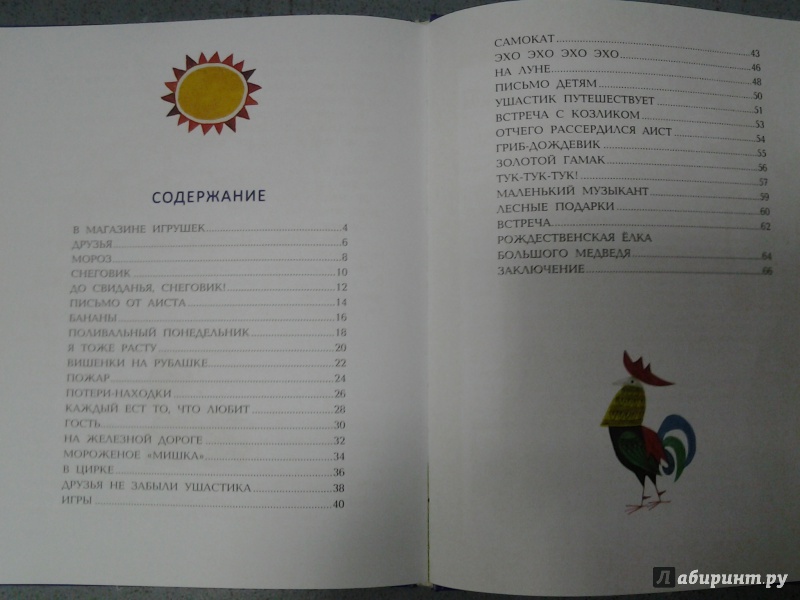 СОДЕРЖАНИЕ
В МАГАЗИНЕ ИГРУШЕК 4
ДРУЗЬЯ 6
МОРОЗ 8
СНЕГОВИК 10
ДО СВИДАНЬЯ, СНЕГОВИК! 12
ПИСЬМО ОТ АИСТА 14
БАНАНЫ 16
ПОЛИВАЛЬНЫЙ ПОНЕДЕЛЬНИК 18
Я ТОЖЕ РАСТУ 20
ВИШЕНКИ НА РУБАШКЕ 22
ПОЖАР 24
ПОТЕРИ-НАХОДКИ 26
КАЖДЫЙ ЕСТ ТО, ЧТО ЛЮБИТ 28
ГОСТЬ 30
НА ЖЕЛЕЗНОЙ ДОРОГЕ 32
МОРОЖЕНОЕ «МИШКА» 34
В ЦИРКЕ 36
ДРУЗЬЯ НЕ ЗАБЫЛИ УШАСТИКА 38
ИГРЫ 40
САМОКАТ 43
ЭХО ЭХО ЭХО ЭХО 46
НА ЛУНЕ 48
ПИСЬМО ДЕТЯМ 50
УШАСТИК ПУТЕШЕСТВУЕТ 51
ВСТРЕЧА С КОЗЛИКОМ 53
ОТЧЕГО РАССЕРДИЛСЯ АИСТ 54
ГРИБ-ДОЖДЕВИК 55
ЗОЛОТОЙ ГАМАК 56
ТУК-ТУК-ТУК! 57
МАЛЕНЬКИЙ МУЗЫКАНТ 59
ЛЕСНЫЕ ПОДАРКИ 60
ВСТРЕЧА 62
РОЖДЕСТВЕНСКАЯ ЁЛКА
БОЛЬШОГО МЕДВЕДЯ 64
ЗАКЛЮЧЕНИЕ 66
Лабиринт.ру